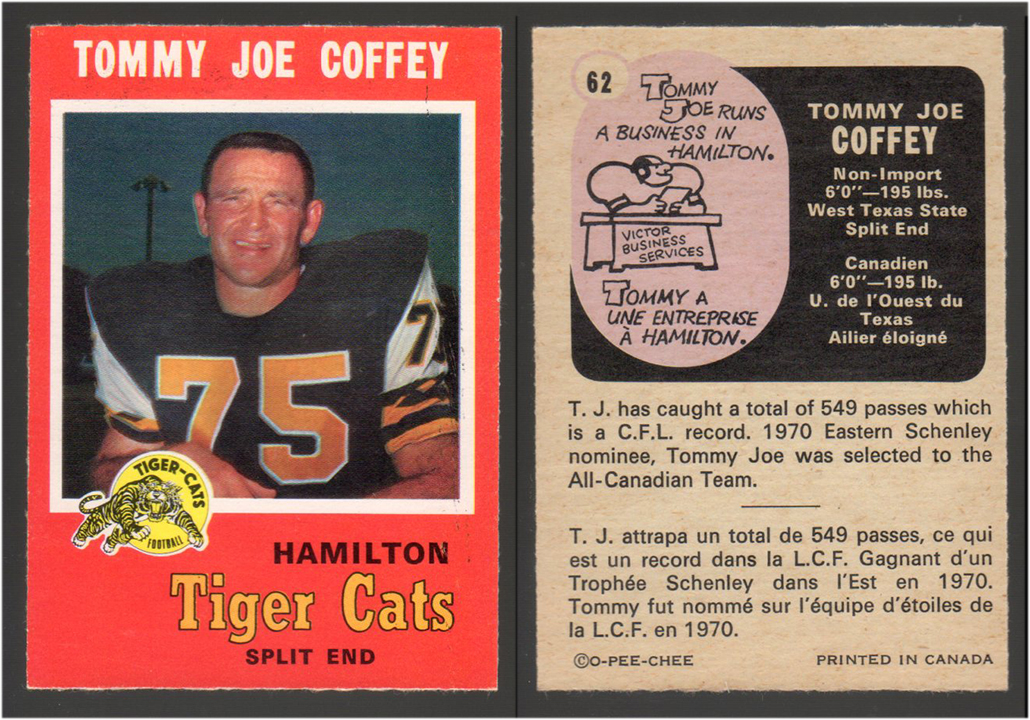 TOMMY JOE COFFEY
75
7
TIGER-CATS
FOOTBALL
HAMILTON
Tiger Cats
SPLIT END
62
TOMMY
JOE RUNS
A BUSINESS IN
HAMILTON.
VICTOR
BUSINESS
SERVICES
TOMMY A
UNE ENTREPRISE
À HAMILTON.
TOMMY JOE
COFFEY
Non-Import
6'0"—195 lbs.
West Texas State
Split End
Canadien
6'0"—195 lb.
U. de l'Ouest du
Texas
Ailier éloigné
T. J. has caught a total of 549 passes which
is a C.F.L. record. 1970 Eastern Schenley
nominee, Tommy Joe was selected to the
All-Canadian Team.
T. J. attrapa un total de 549 passes, ce qui
est un record dans la L.C.F. Gagnant d'un
Trophée Schenley dans l'Est en 1970.
Tommy fut nommé sur l'équipe d'étoiles de
la L.C.F. en 1970.
©O-PEE-CHEE
PRINTED IN CANADA